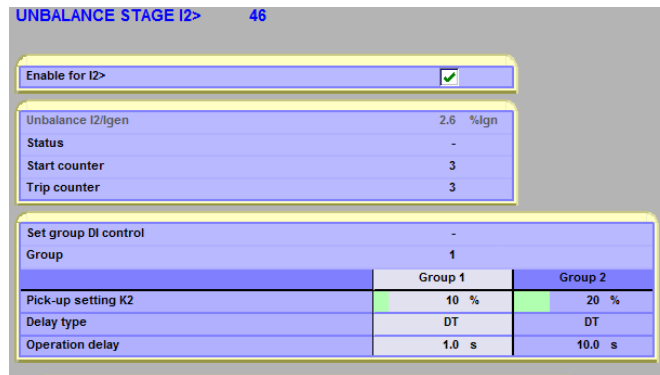 UNBALANCE STAGE I2> 46
Enable for I2>
Unbalance I2/Igen 2.6 %Ign
Status -
Start counter 3
Trip counter 3
Set group DI control -
Group 1
Group 1 Group 2
Pick-up setting K2 10 % 20 %
Delay type DT DT
Operation delay 1.0 s 10.0 s